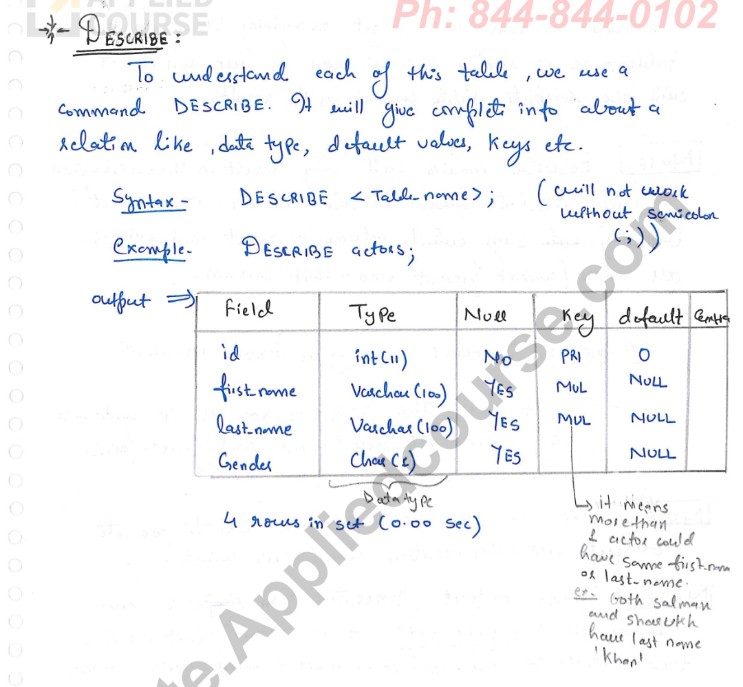 APPLIED
COURSE
Ph: 844-844-0102
DESCRIBE :
To understand each of this table, we use a
command DESCRIBE. It will give complete info about a
relation like, data type, default values, keys etc.
Syntax - DESCRIBE < Table-name>; (will not work
without semicolon
(;))
Example- DESCRIBE actors;
output ⇒
Field Type Null Key default
id int(11) NO PRI 0
first_name Varchar(100) YES MUL NULL
last_name Varchar(100) YES MUL NULL
Gender Char(1) YES NULL
Data type
4 rows in set (0.00 sec)
↳ it means
more than
1 actor could
have same first_name
or last_name.
ex- both salman
and sharukh
have last name
'Khan'
te.Appliedcourse.com